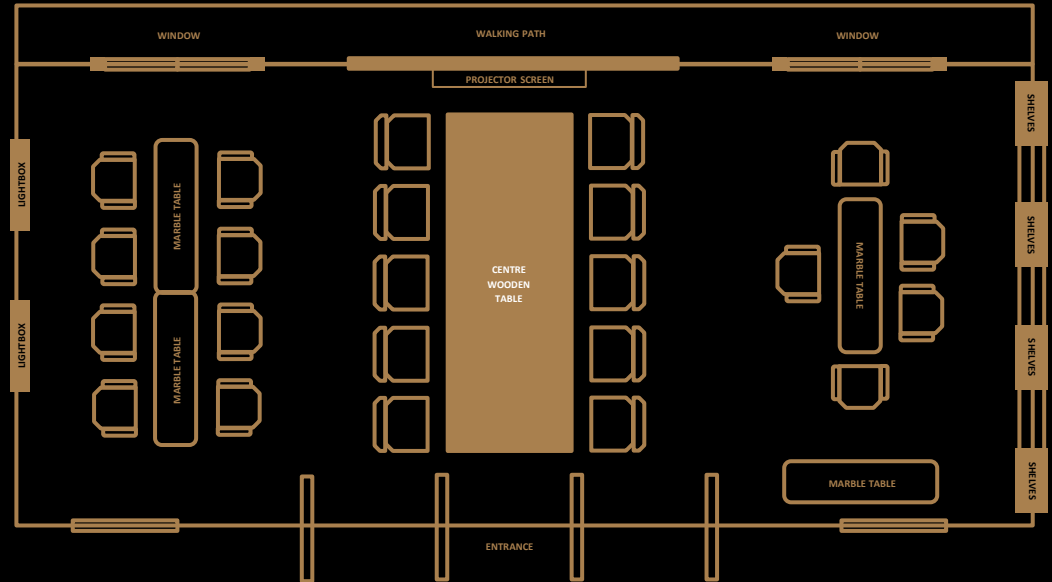 WINDOW
WALKING PATH
WINDOW
PROJECTOR SCREEN
SHELVES
LIGHTBOX
MARBLE TABLE
SHELVES
CENTRE
WOODEN
TABLE
MARBLE TABLE
LIGHTBOX
MARBLE TABLE
SHELVES
SHELVES
MARBLE TABLE
ENTRANCE